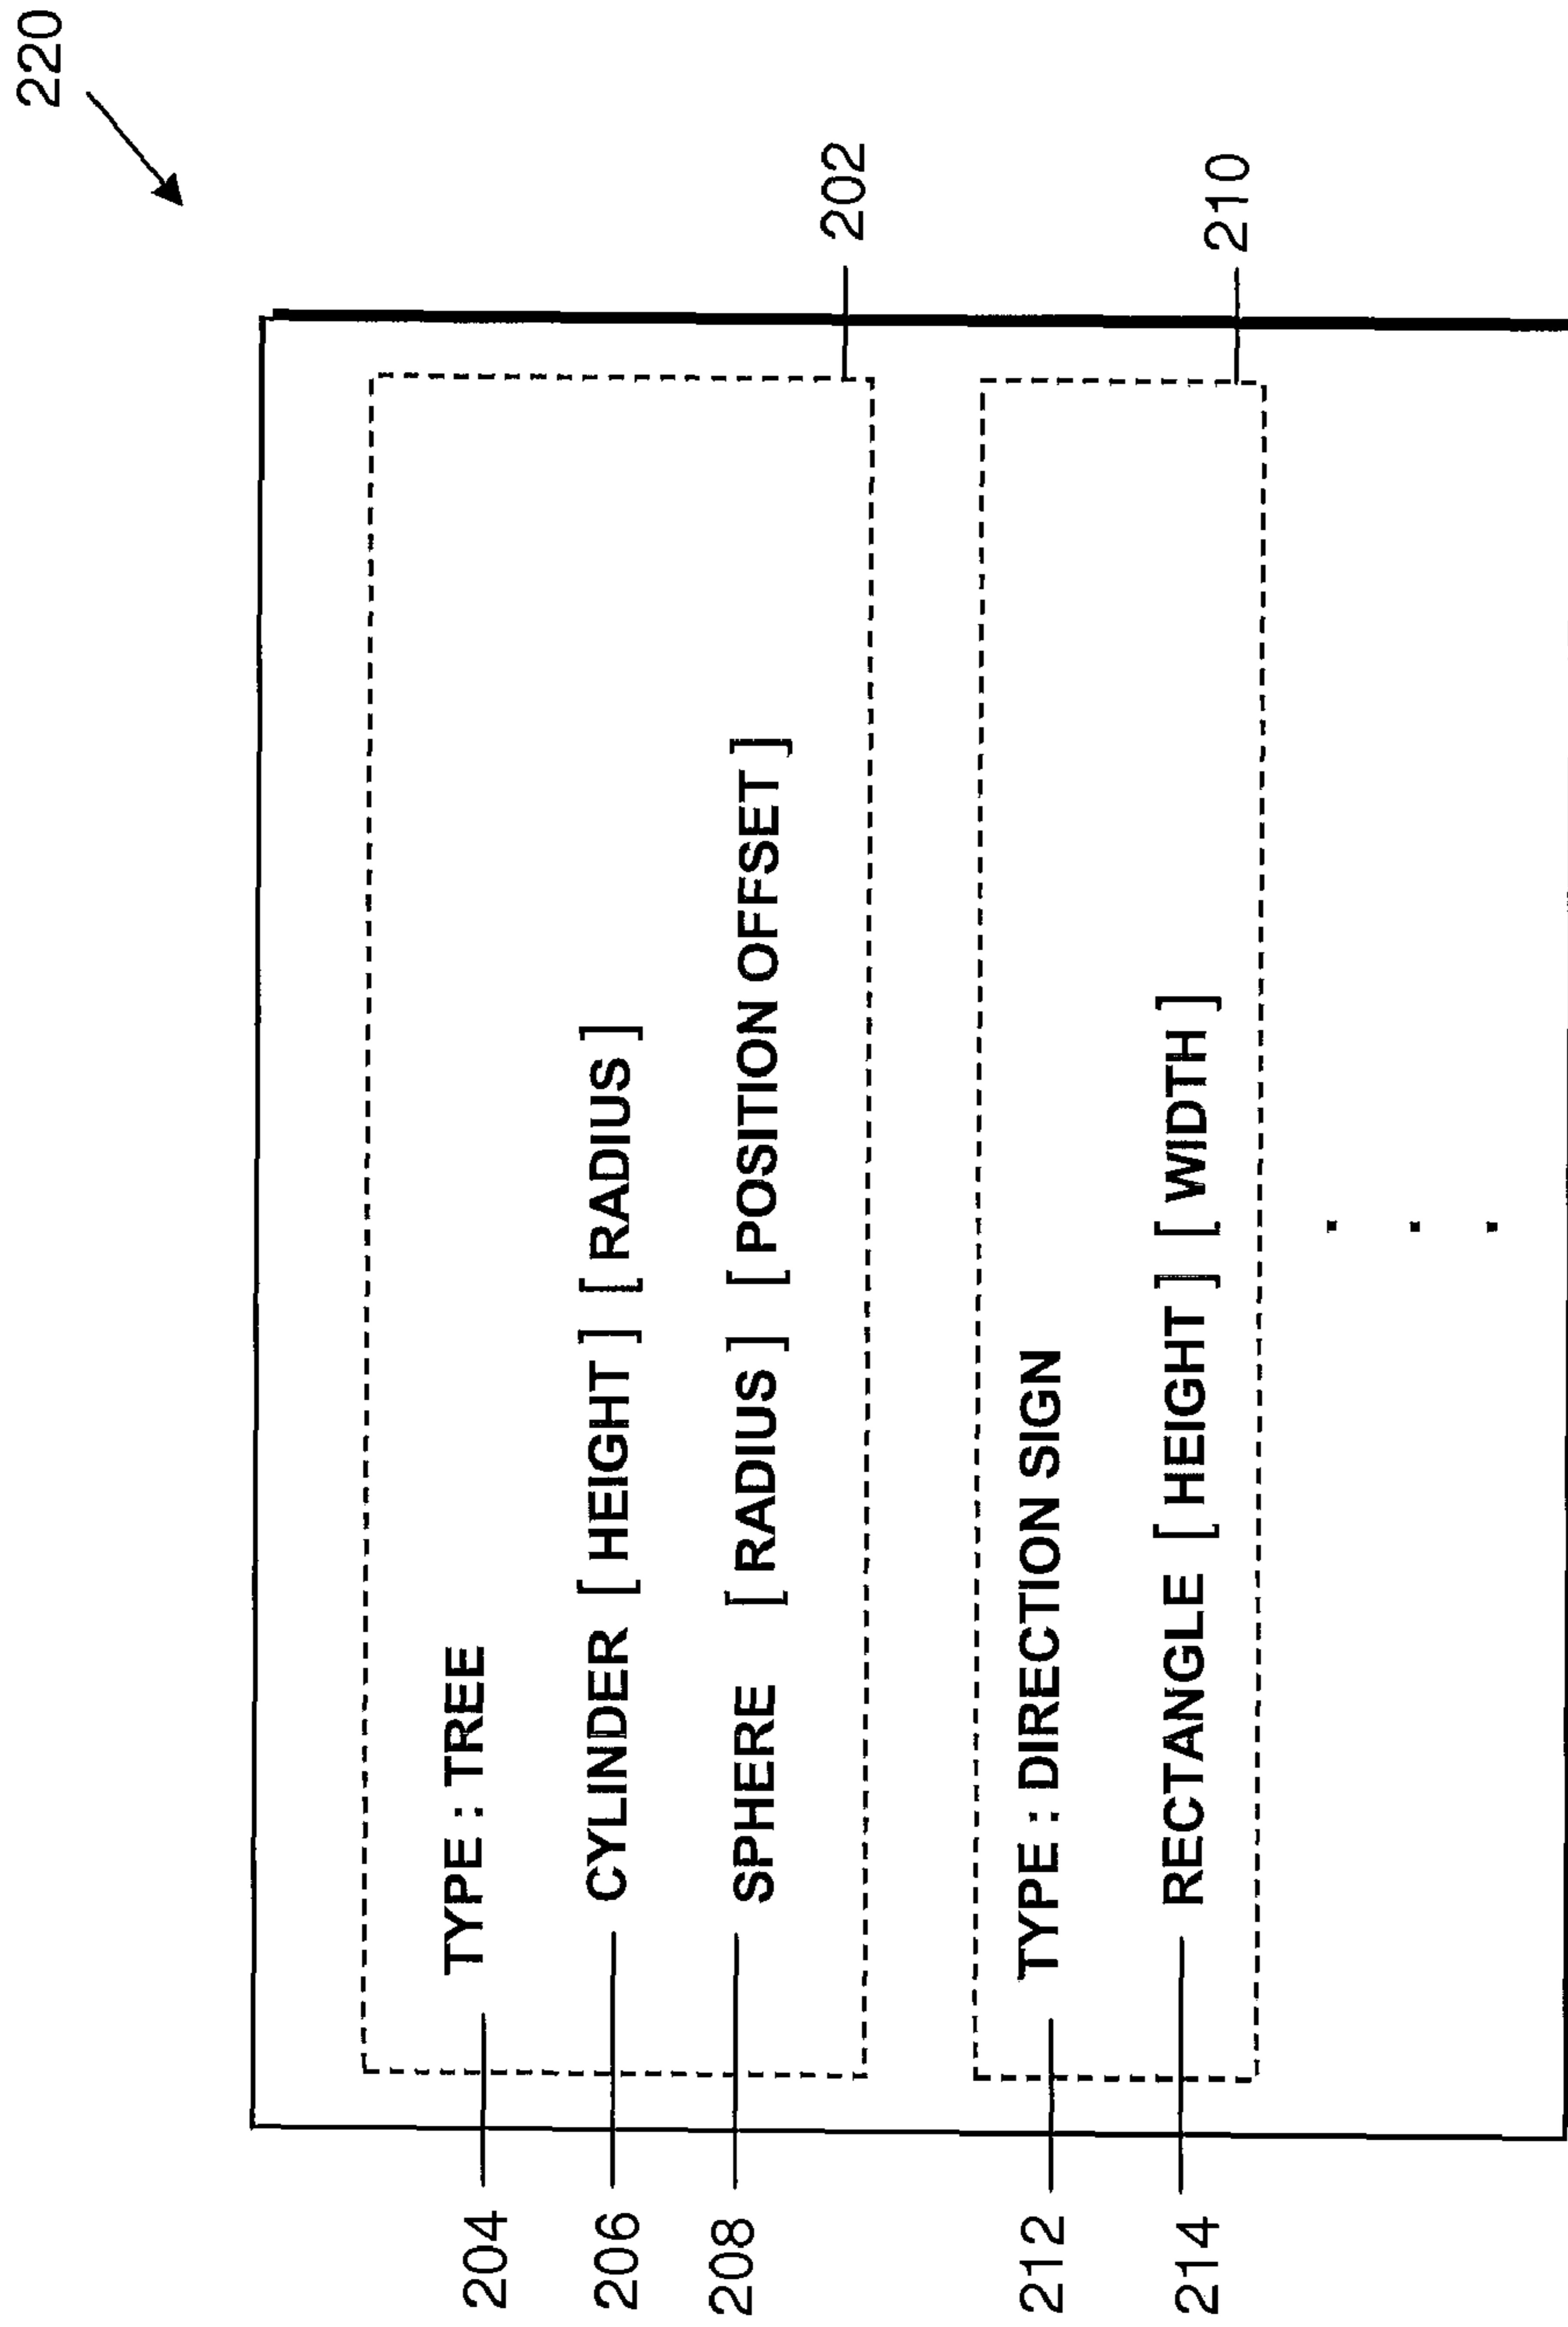 220
202
204 TYPE : TREE
206 CYLINDER [ HEIGHT ] [ RADIUS ]
208 SPHERE [ RADIUS ] [ POSITION OFFSET ]
210
212 TYPE : DIRECTION SIGN
214 RECTANGLE [ HEIGHT ] [ WIDTH ]
. . .